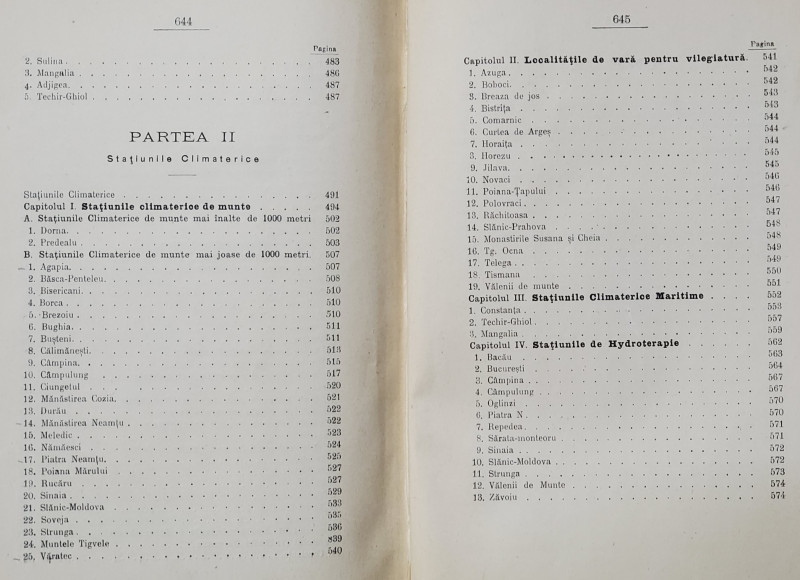 644
Pagina
2. Sulina . . . . . . . . . . . . . . . . . . 483
3. Mangalia . . . . . . . . . . . . . . . . . 486
4. Adjigea . . . . . . . . . . . . . . . . . . 487
5. Techir-Ghiol . . . . . . . . . . . . . . . . 487
PARTEA II
Stațiunile Climaterice
Stațiunile Climaterice . . . . . . . . . . . . . 491
Capitolul I. Stațiunile climaterice de munte . . . . . 494
A. Stațiunile Climaterice de munte mai înalte de 1000 metri 502
1. Dorna. . . . . . . . . . . . . . . . . . 502
2. Predealu . . . . . . . . . . . . . . . . . 503
B. Stațiunile Climaterice de munte mai joase de 1000 metri. 507
1. Agapia. . . . . . . . . . . . . . . . . . 507
2. Bâsca-Penteleu. . . . . . . . . . . . . . . 508
3. Bisericani. . . . . . . . . . . . . . . . . 510
4. Borca . . . . . . . . . . . . . . . . . . 510
5. Brezoiu . . . . . . . . . . . . . . . . . 510
6. Bughia. . . . . . . . . . . . . . . . . . 511
7. Bușteni. . . . . . . . . . . . . . . . . . 511
8. Călimănești. . . . . . . . . . . . . . . . . 513
9. Câmpina. . . . . . . . . . . . . . . . . . 515
10. Câmpulung . . . . . . . . . . . . . . . . 517
11. Ciungetul . . . . . . . . . . . . . . . . . 520
12. Mănăstirea Cozia. . . . . . . . . . . . . . . 521
13. Durău . . . . . . . . . . . . . . . . . . 522
14. Mănăstirea Neamțu . . . . . . . . . . . . . . 522
15. Meledic . . . . . . . . . . . . . . . . . . 523
16. Nămăesci . . . . . . . . . . . . . . . . . 524
17. Piatra Neamțu. . . . . . . . . . . . . . . . 525
18. Poiana Mărului . . . . . . . . . . . . . . . 527
19. Rucăru . . . . . . . . . . . . . . . . . . 527
20. Sinaia . . . . . . . . . . . . . . . . . . 529
21. Slănic-Moldova . . . . . . . . . . . . . . . 533
22. Soveja . . . . . . . . . . . . . . . . . . 535
23. Strunga . . . . . . . . . . . . . . . . . . 536
24. Muntele Tigvele . . . . . . . . . . . . . . . 539
25. Văratec . . . . . . . . . . . . . . . . . . 540
645
Pagina
Capitolul II. Localitățile de vară pentru vilegiatură. 541
1. Azuga . . . . . . . . . . . . . . . . . . 542
2. Boboci. . . . . . . . . . . . . . . . . . 542
3. Breaza de jos . . . . . . . . . . . . . . . 543
4. Bistrița . . . . . . . . . . . . . . . . . 543
5. Comarnic . . . . . . . . . . . . . . . . . 544
6. Curtea de Argeș . . . . . . . . . . . . . . 544
7. Horaița . . . . . . . . . . . . . . . . . 544
8. Horezu . . . . . . . . . . . . . . . . . . 545
9. Jilava. . . . . . . . . . . . . . . . . . 545
10. Novaci . . . . . . . . . . . . . . . . . . 546
11. Poiana-Țapului . . . . . . . . . . . . . . . 546
12. Polovraci . . . . . . . . . . . . . . . . . 547
13. Răchitoasa . . . . . . . . . . . . . . . . . 547
14. Slănic-Prahova . . . . . . . . . . . . . . . 548
15. Monastirile Susana și Cheia . . . . . . . . . . 548
16. Tg. Ocna . . . . . . . . . . . . . . . . . 549
17. Telega . . . . . . . . . . . . . . . . . . 549
18. Tismana . . . . . . . . . . . . . . . . . 550
19. Vălenii de munte . . . . . . . . . . . . . . 551
Capitolul III. Stațiunile Climaterice Maritime . . . . 552
1. Constanța . . . . . . . . . . . . . . . . . 553
2. Techir-Ghiol . . . . . . . . . . . . . . . . 557
3. Mangalia . . . . . . . . . . . . . . . . . 559
Capitolul IV. Stațiunile de Hydroterapie . . . . . . 562
1. Bacău . . . . . . . . . . . . . . . . . . 563
2. București . . . . . . . . . . . . . . . . . 564
3. Câmpina . . . . . . . . . . . . . . . . . 567
4. Câmpulung . . . . . . . . . . . . . . . . 567
5. Oglinzi . . . . . . . . . . . . . . . . . . 570
6. Piatra N . . . . . . . . . . . . . . . . . 570
7. Repedea . . . . . . . . . . . . . . . . . . 571
8. Sărata-monteoru . . . . . . . . . . . . . . . 571
9. Sinaia . . . . . . . . . . . . . . . . . . 572
10. Slănic-Moldova . . . . . . . . . . . . . . . 572
11. Strunga . . . . . . . . . . . . . . . . . . 573
12. Vălenii de Munte . . . . . . . . . . . . . . 574
13. Zăvoiu . . . . . . . . . . . . . . . . . . 574